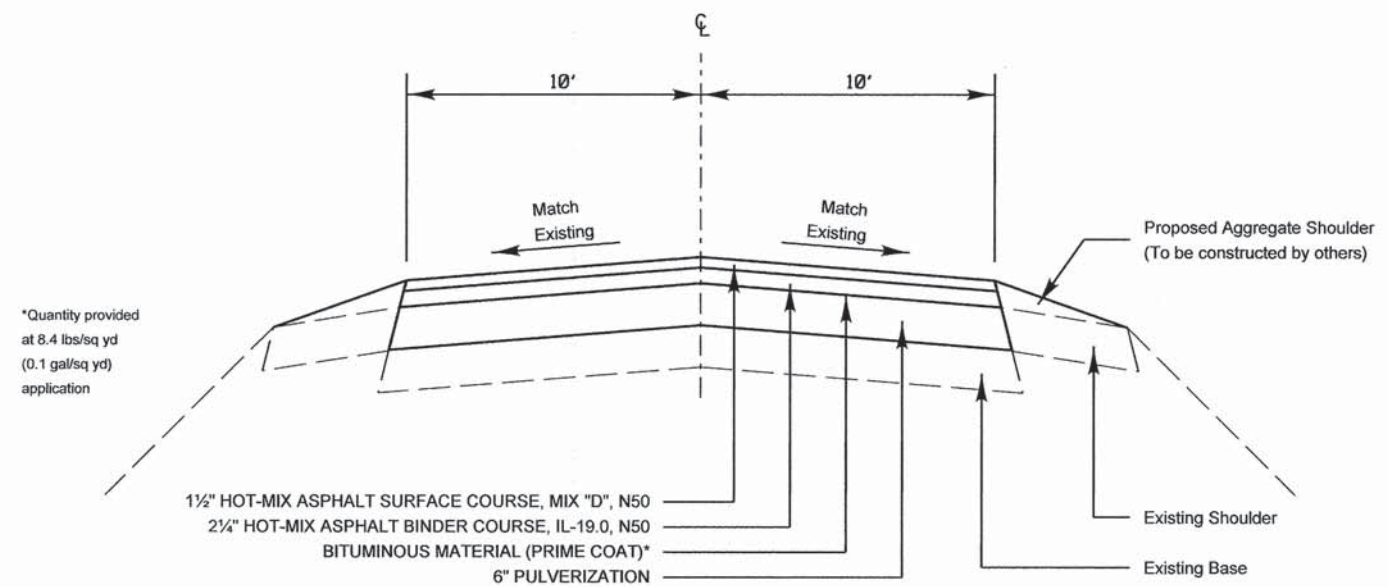 ℄
10'
10'
Match
Existing
Match
Existing
Proposed Aggregate Shoulder
(To be constructed by others)
*Quantity provided
at 8.4 lbs/sq yd
(0.1 gal/sq yd)
application
1½" HOT-MIX ASPHALT SURFACE COURSE, MIX "D", N50
2¼" HOT-MIX ASPHALT BINDER COURSE, IL-19.0, N50
BITUMINOUS MATERIAL (PRIME COAT)*
6" PULVERIZATION
Existing Shoulder
Existing Base